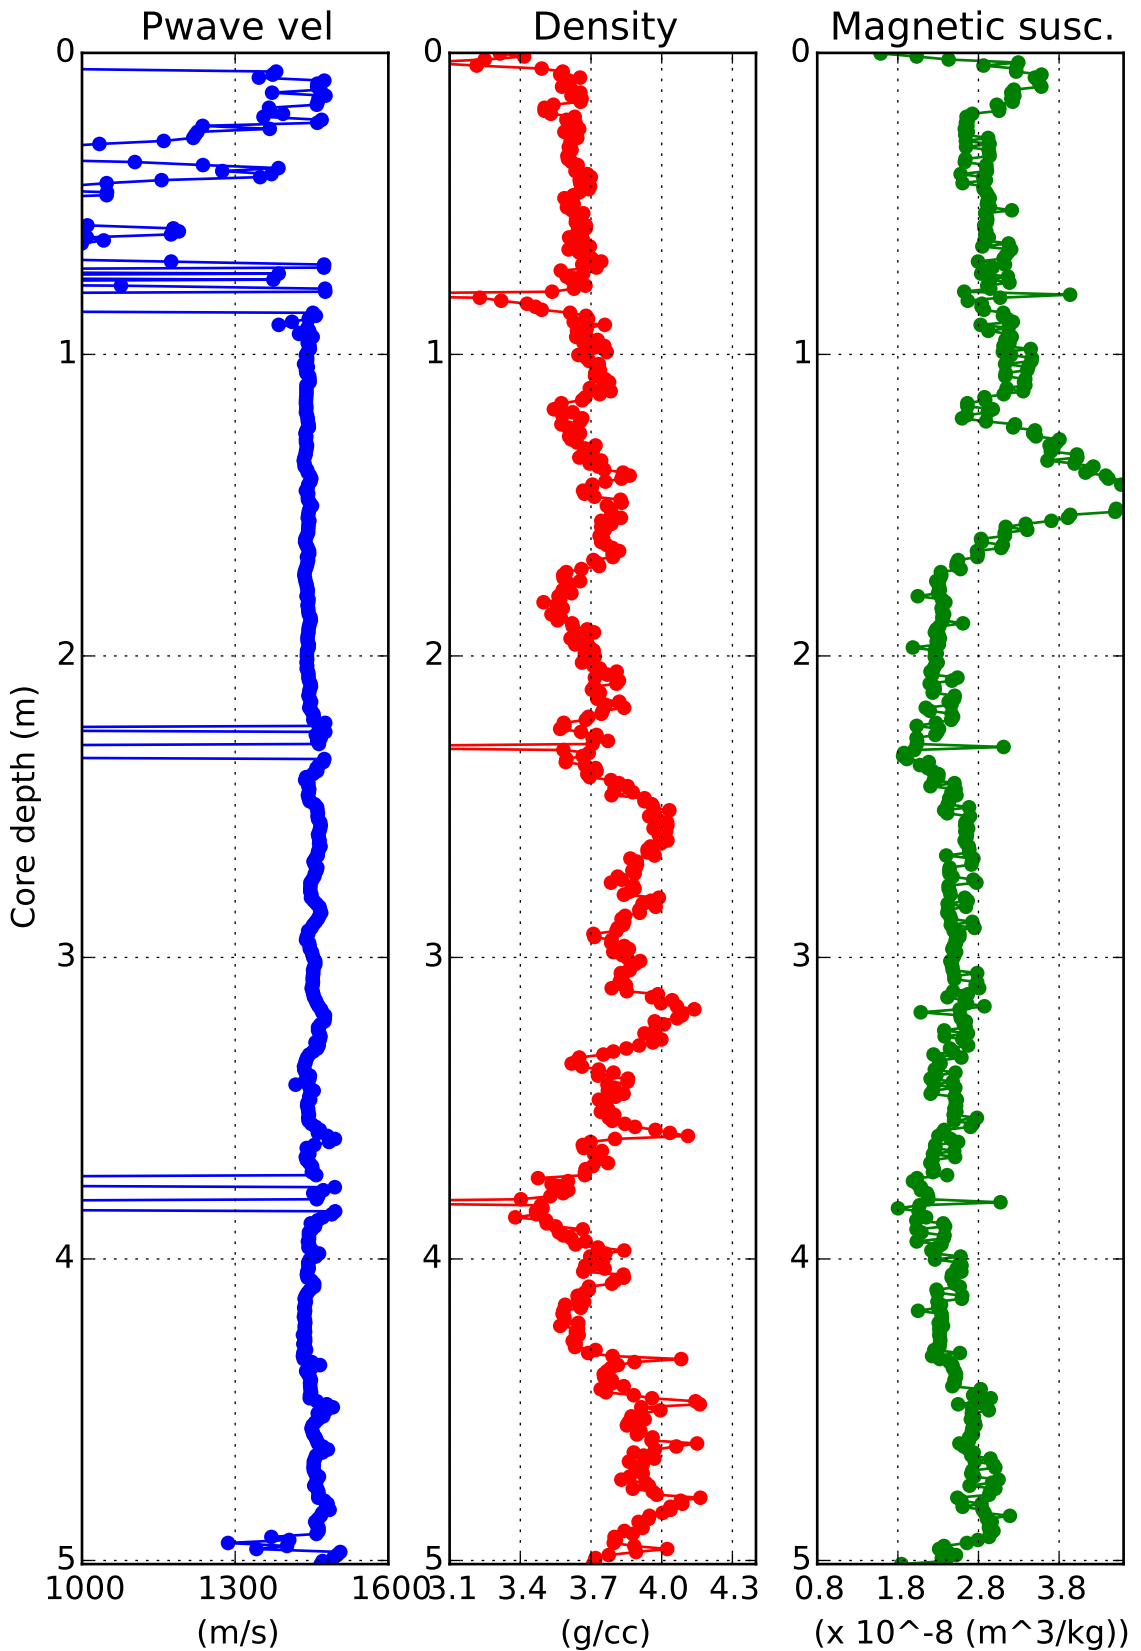 Pwave vel Density Magnetic susc.
0 0 0
1 1 1
2 2 2
Core depth (m)
3 3 3
4 4 4
5 5 5
1000 1300 1600 3.1 3.4 3.7 4.0 4.3 0.8 1.8 2.8 3.8
(m/s) (g/cc) (x 10^-8 (m^3/kg))